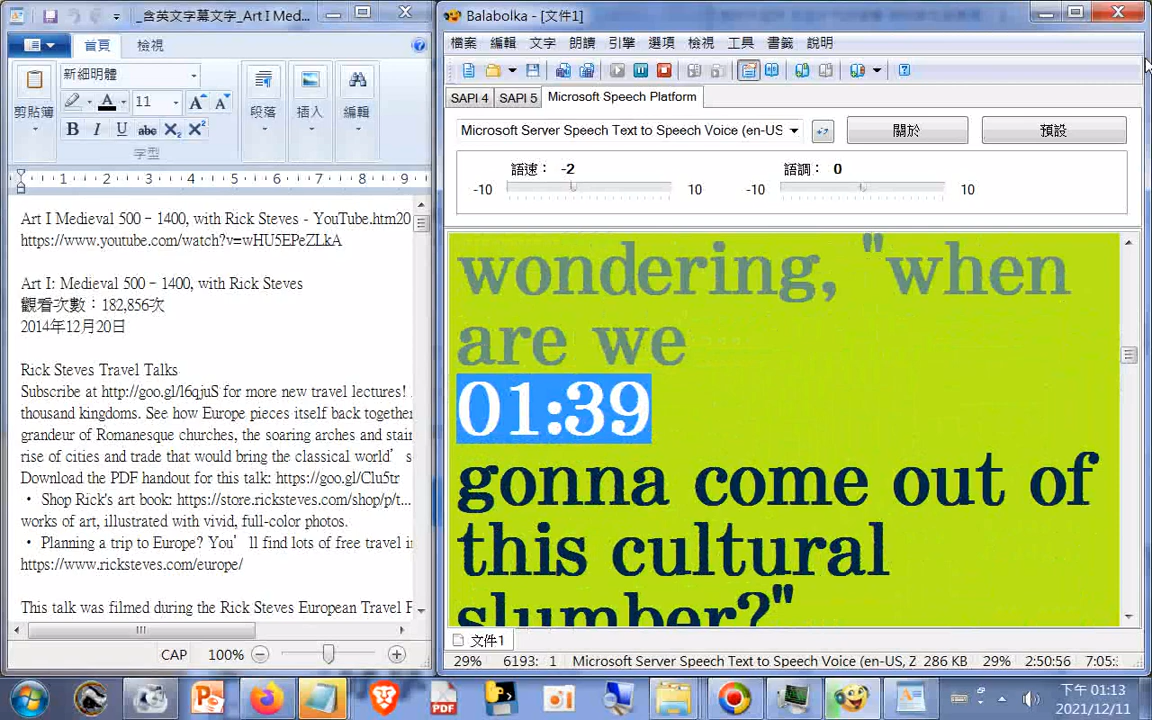 _含英文字幕文字_Art I Med...
首頁
檢視
新細明體
11
剪貼簿
段落
插入
編輯
B I U abc X₂ X²
字型
1 2 3 4 5 6 7 8 9
Art I Medieval 500 – 1400, with Rick Steves - YouTube.htm20
https://www.youtube.com/watch?v=wHU5EPeZLkA
Art I: Medieval 500 – 1400, with Rick Steves
觀看次數：182,856次
2014年12月20日
Rick Steves Travel Talks
Subscribe at http://goo.gl/l6qjuS for more new travel lectures!
thousand kingdoms. See how Europe pieces itself back together
grandeur of Romanesque churches, the soaring arches and stai
rise of cities and trade that would bring the classical world's
Download the PDF handout for this talk: https://goo.gl/Clu5tr
• Shop Rick's art book: https://store.ricksteves.com/shop/p/t...
works of art, illustrated with vivid, full-color photos.
• Planning a trip to Europe? You'll find lots of free travel i
https://www.ricksteves.com/europe/
This talk was filmed during the Rick Steves European Travel F
CAP 100%
Balabolka - [文件1]
檔案 編輯 文字 朗讀 引擎 選項 檢視 工具 書籤 說明
SAPI 4 SAPI 5 Microsoft Speech Platform
Microsoft Server Speech Text to Speech Voice (en-US
關於
預設
語速： -2
-10 10
語調： 0
-10 10
wondering, "when
are we
01:39
gonna come out of
this cultural
slumber?"
文件1
29% 6193: 1 Microsoft Server Speech Text to Speech Voice (en-US, Z 286 KB 29% 2:50:56 7:05:
下午 01:13
2021/12/11